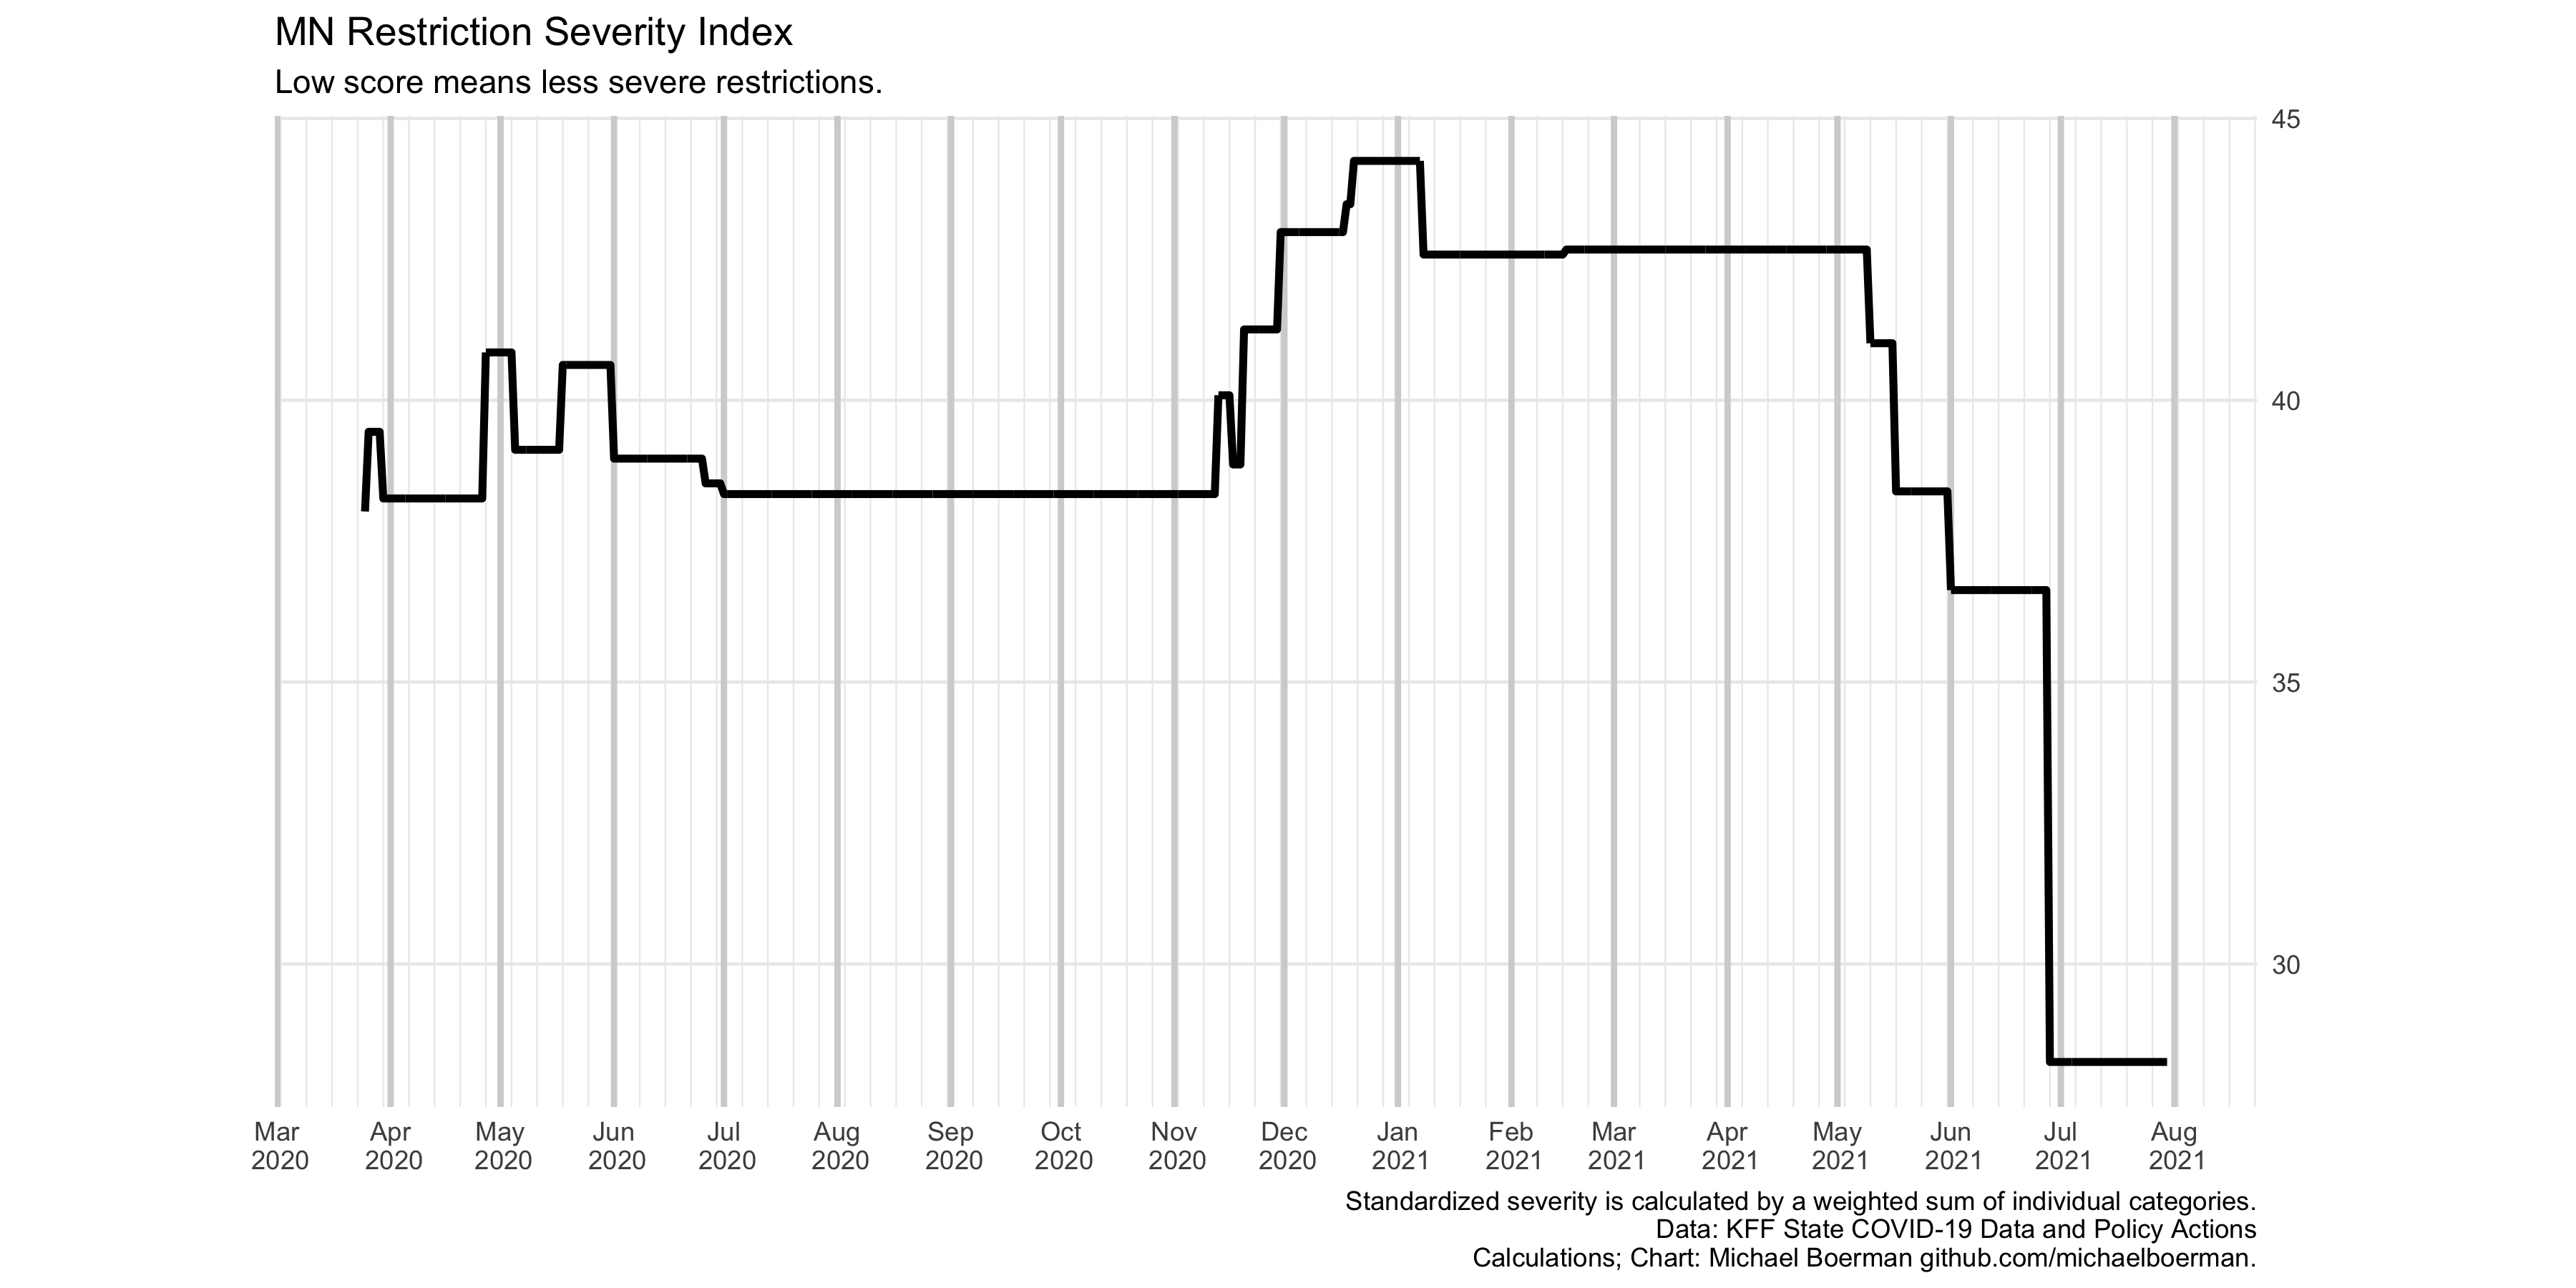 MN Restriction Severity Index
Low score means less severe restrictions.
45
40
35
30
Mar Apr May Jun Jul Aug Sep Oct Nov Dec Jan Feb Mar Apr May Jun Jul Aug
2020 2020 2020 2020 2020 2020 2020 2020 2020 2020 2021 2021 2021 2021 2021 2021 2021 2021
Standardized severity is calculated by a weighted sum of individual categories.
Data: KFF State COVID-19 Data and Policy Actions
Calculations; Chart: Michael Boerman github.com/michaelboerman.